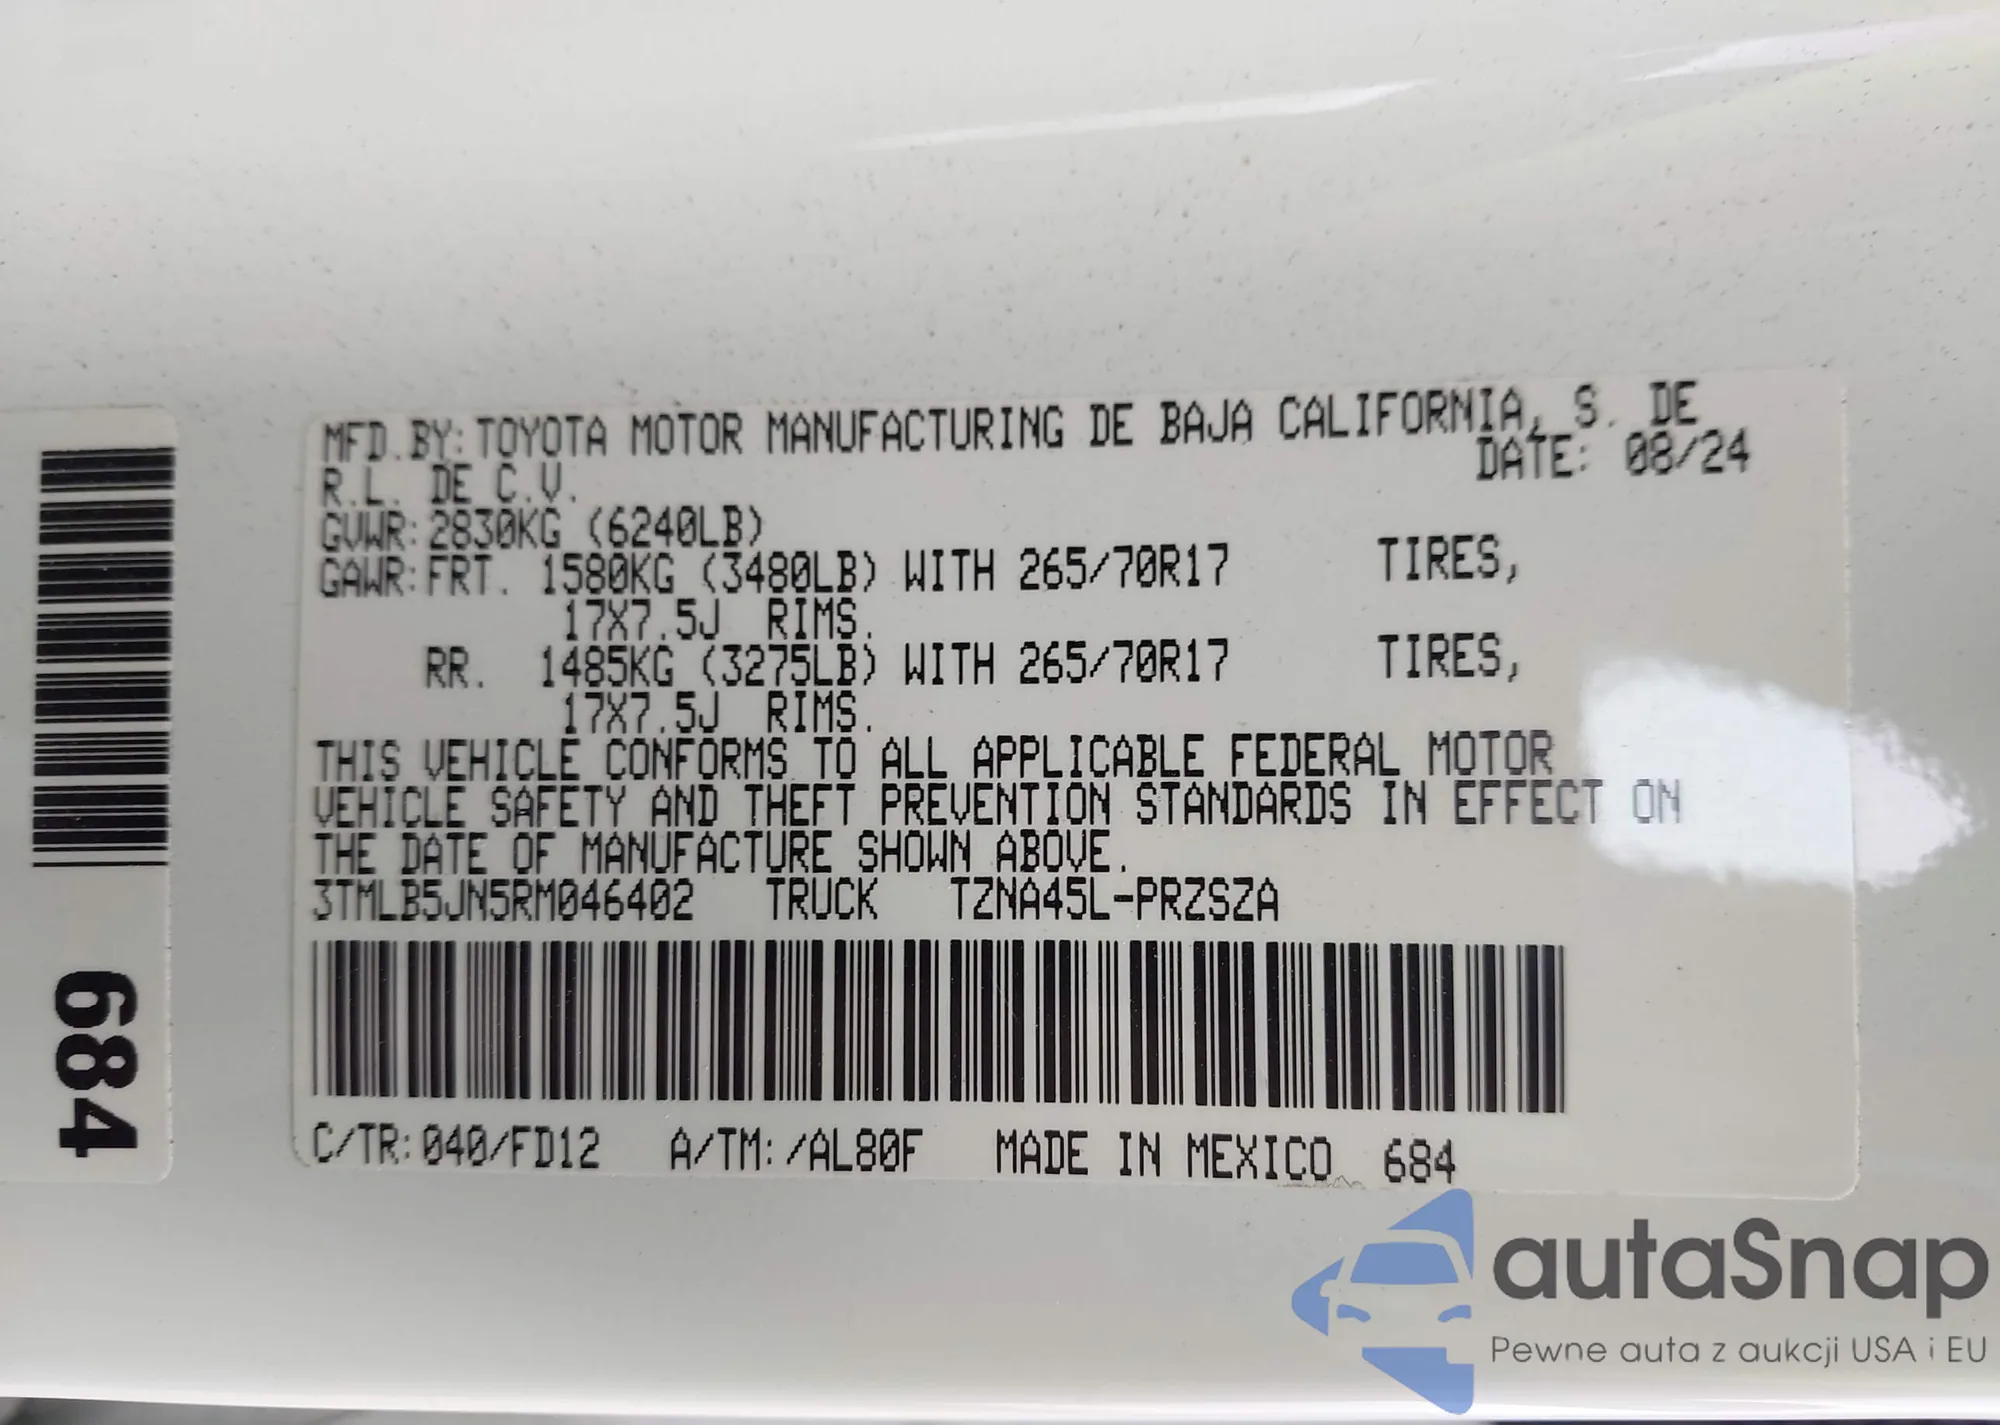 MFD.BY: TOYOTA MOTOR MANUFACTURING DE BAJA CALIFORNIA, S. DE
R.L. DE C.V.
DATE: 08/24
GVWR: 2830KG (6240LB)
GAWR: FRT. 1580KG (3480LB) WITH 265/70R17 TIRES,
17X7.5J RIMS.
RR. 1485KG (3275LB) WITH 265/70R17 TIRES,
17X7.5J RIMS.
THIS VEHICLE CONFORMS TO ALL APPLICABLE FEDERAL MOTOR
VEHICLE SAFETY AND THEFT PREVENTION STANDARDS IN EFFECT ON
THE DATE OF MANUFACTURE SHOWN ABOVE.
3TMLB5JN5RM046402 TRUCK TZNA45L-PRZSZA
C/TR: 040/FD12 A/TM: /AL80F MADE IN MEXICO 684
684
autaSnap
Pewne auta z aukcji USA i EU